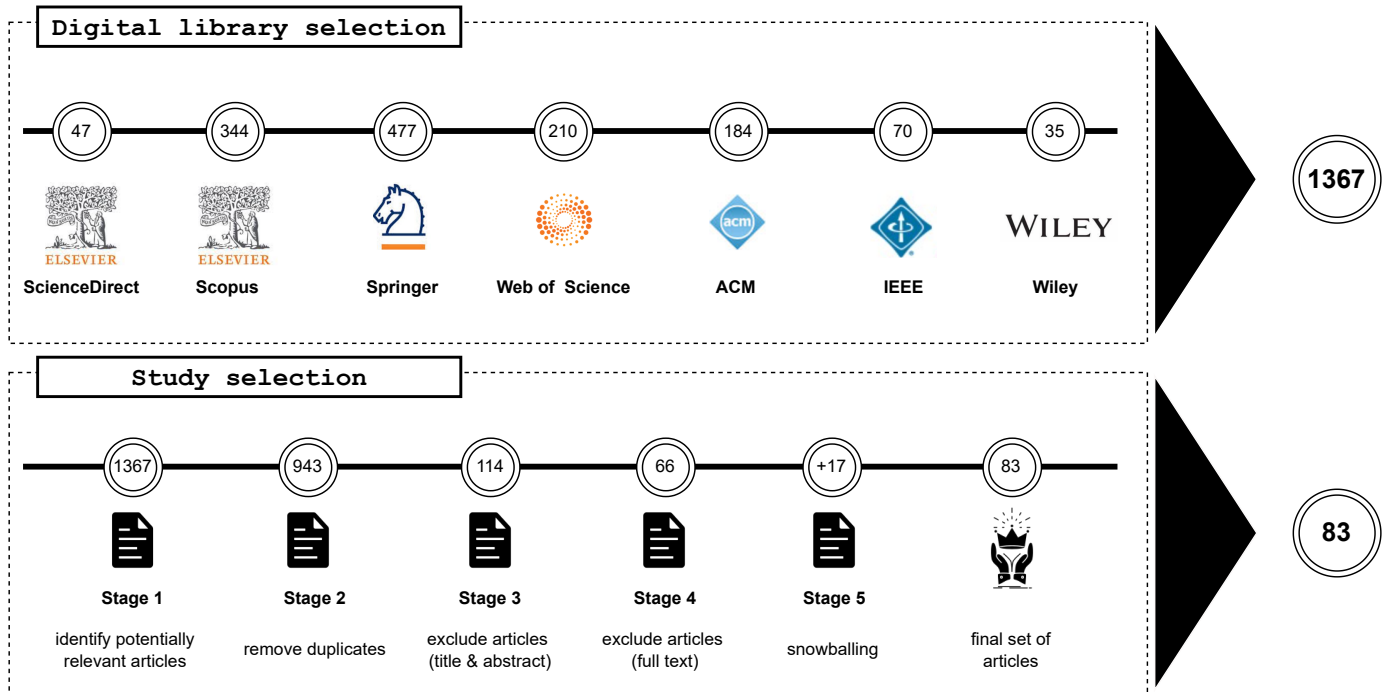 Digital library selection
47
344
477
210
184
70
35
1367
ELSEVIER
ELSEVIER
acm
WILEY
ScienceDirect
Scopus
Springer
Web of Science
ACM
IEEE
Wiley
Study selection
1367
943
114
66
+17
83
83
Stage 1
Stage 2
Stage 3
Stage 4
Stage 5
identify potentially
relevant articles
remove duplicates
exclude articles
(title & abstract)
exclude articles
(full text)
snowballing
final set of
articles